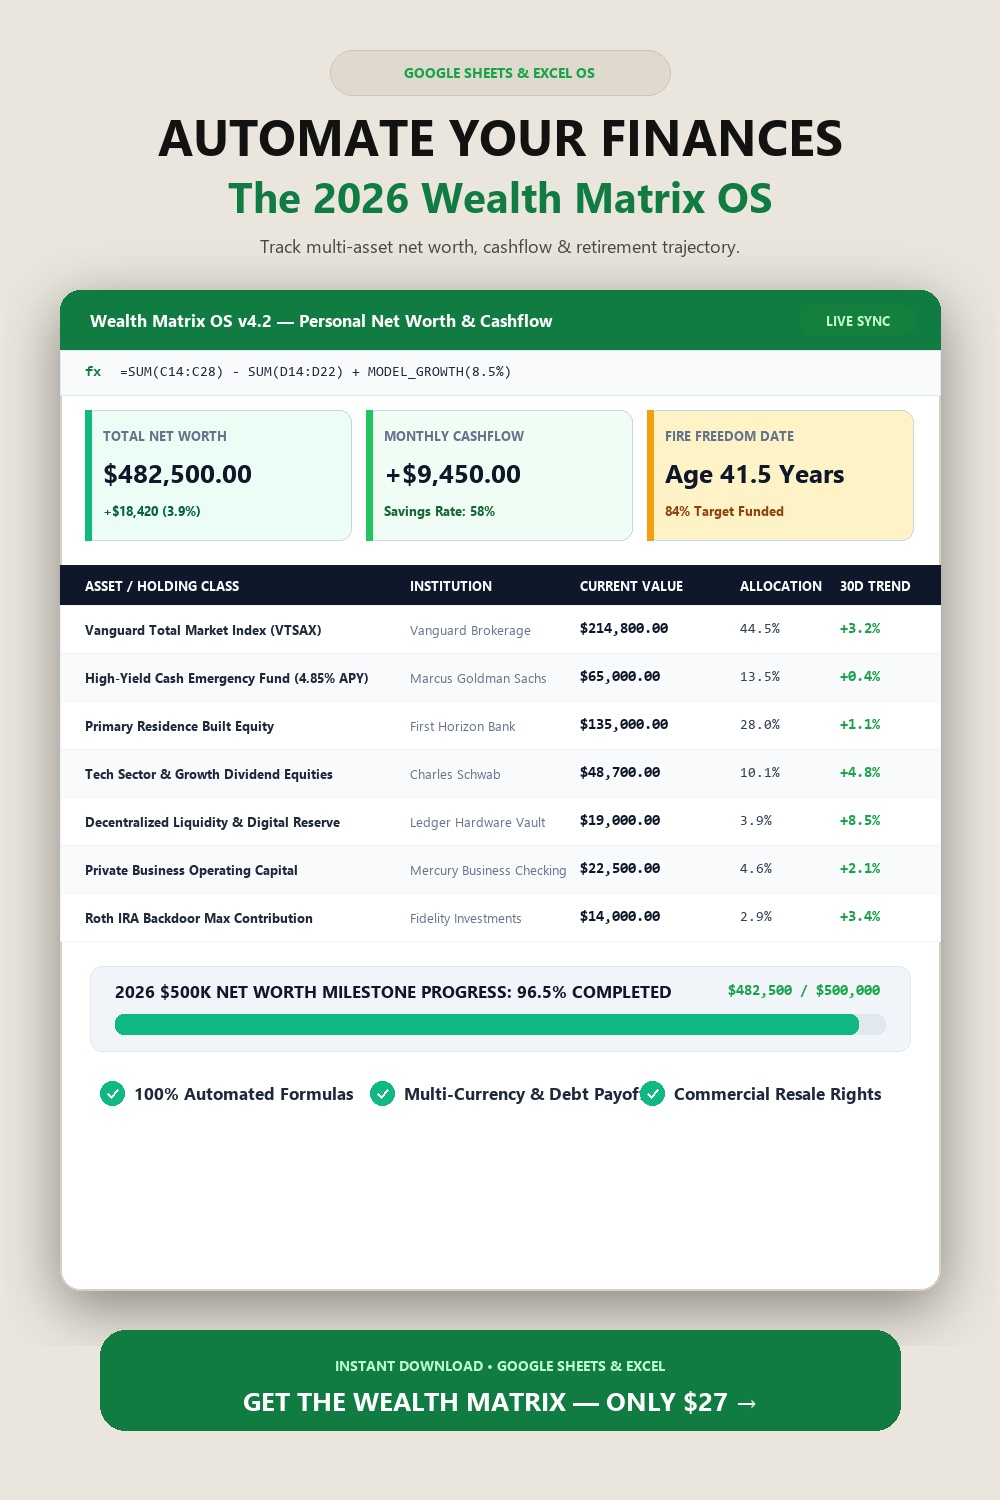 GOOGLE SHEETS & EXCEL OS
AUTOMATE YOUR FINANCES
The 2026 Wealth Matrix OS
Track multi-asset net worth, cashflow & retirement trajectory.
Wealth Matrix OS v4.2 — Personal Net Worth & Cashflow LIVE SYNC
fx =SUM(C14:C28) - SUM(D14:D22) + MODEL_GROWTH(8.5%)
TOTAL NET WORTH
$482,500.00
+$18,420 (3.9%)
MONTHLY CASHFLOW
+$9,450.00
Savings Rate: 58%
FIRE FREEDOM DATE
Age 41.5 Years
84% Target Funded
ASSET / HOLDING CLASS INSTITUTION CURRENT VALUE ALLOCATION 30D TREND
Vanguard Total Market Index (VTSAX) Vanguard Brokerage $214,800.00 44.5% +3.2%
High-Yield Cash Emergency Fund (4.85% APY) Marcus Goldman Sachs $65,000.00 13.5% +0.4%
Primary Residence Built Equity First Horizon Bank $135,000.00 28.0% +1.1%
Tech Sector & Growth Dividend Equities Charles Schwab $48,700.00 10.1% +4.8%
Decentralized Liquidity & Digital Reserve Ledger Hardware Vault $19,000.00 3.9% +8.5%
Private Business Operating Capital Mercury Business Checking $22,500.00 4.6% +2.1%
Roth IRA Backdoor Max Contribution Fidelity Investments $14,000.00 2.9% +3.4%
2026 $500K NET WORTH MILESTONE PROGRESS: 96.5% COMPLETED $482,500 / $500,000
100% Automated Formulas Multi-Currency & Debt Payof Commercial Resale Rights
INSTANT DOWNLOAD • GOOGLE SHEETS & EXCEL
GET THE WEALTH MATRIX — ONLY $27 →